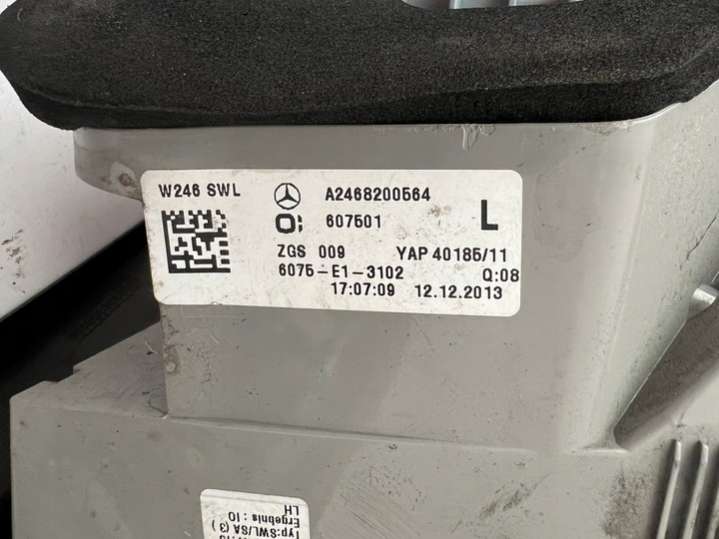 W246 SWL A2468200564
607501 L
ZGS 009 YAP 40185/11
6075-E1-3102 Q:08
17:07:09 12.12.2013
Typ:SWL/SA(3)
Ergebnis:IO
LH